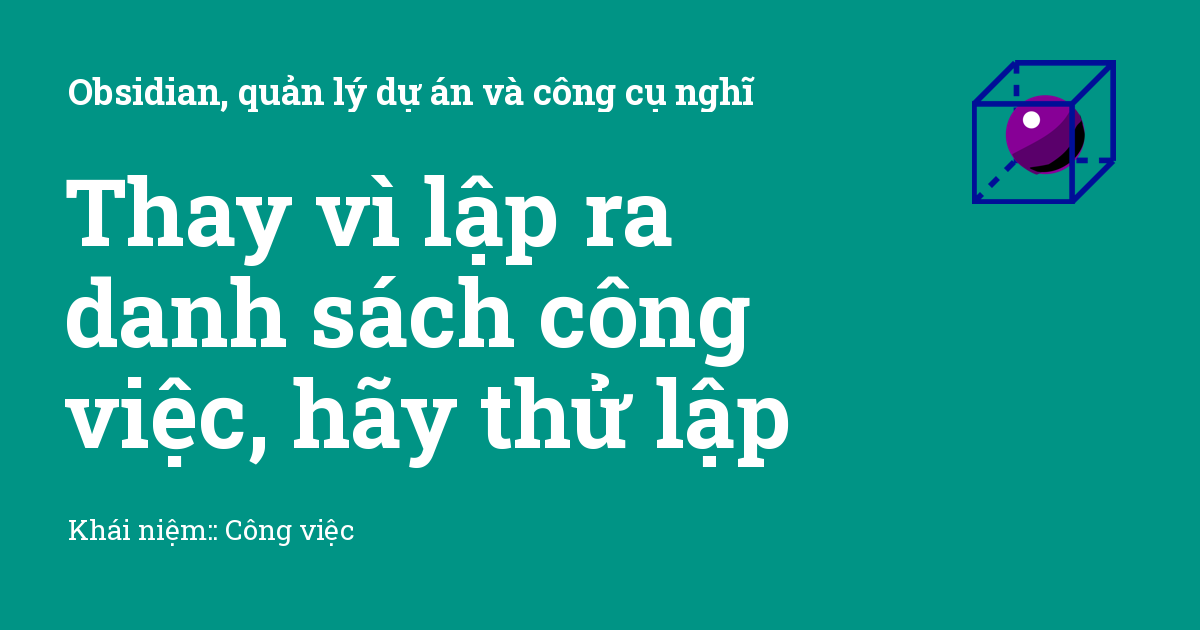 Obsidian, quản lý dự án và công cụ nghĩ
Thay vì lập ra
danh sách công
việc, hãy thử lập
Khái niệm:: Công việc